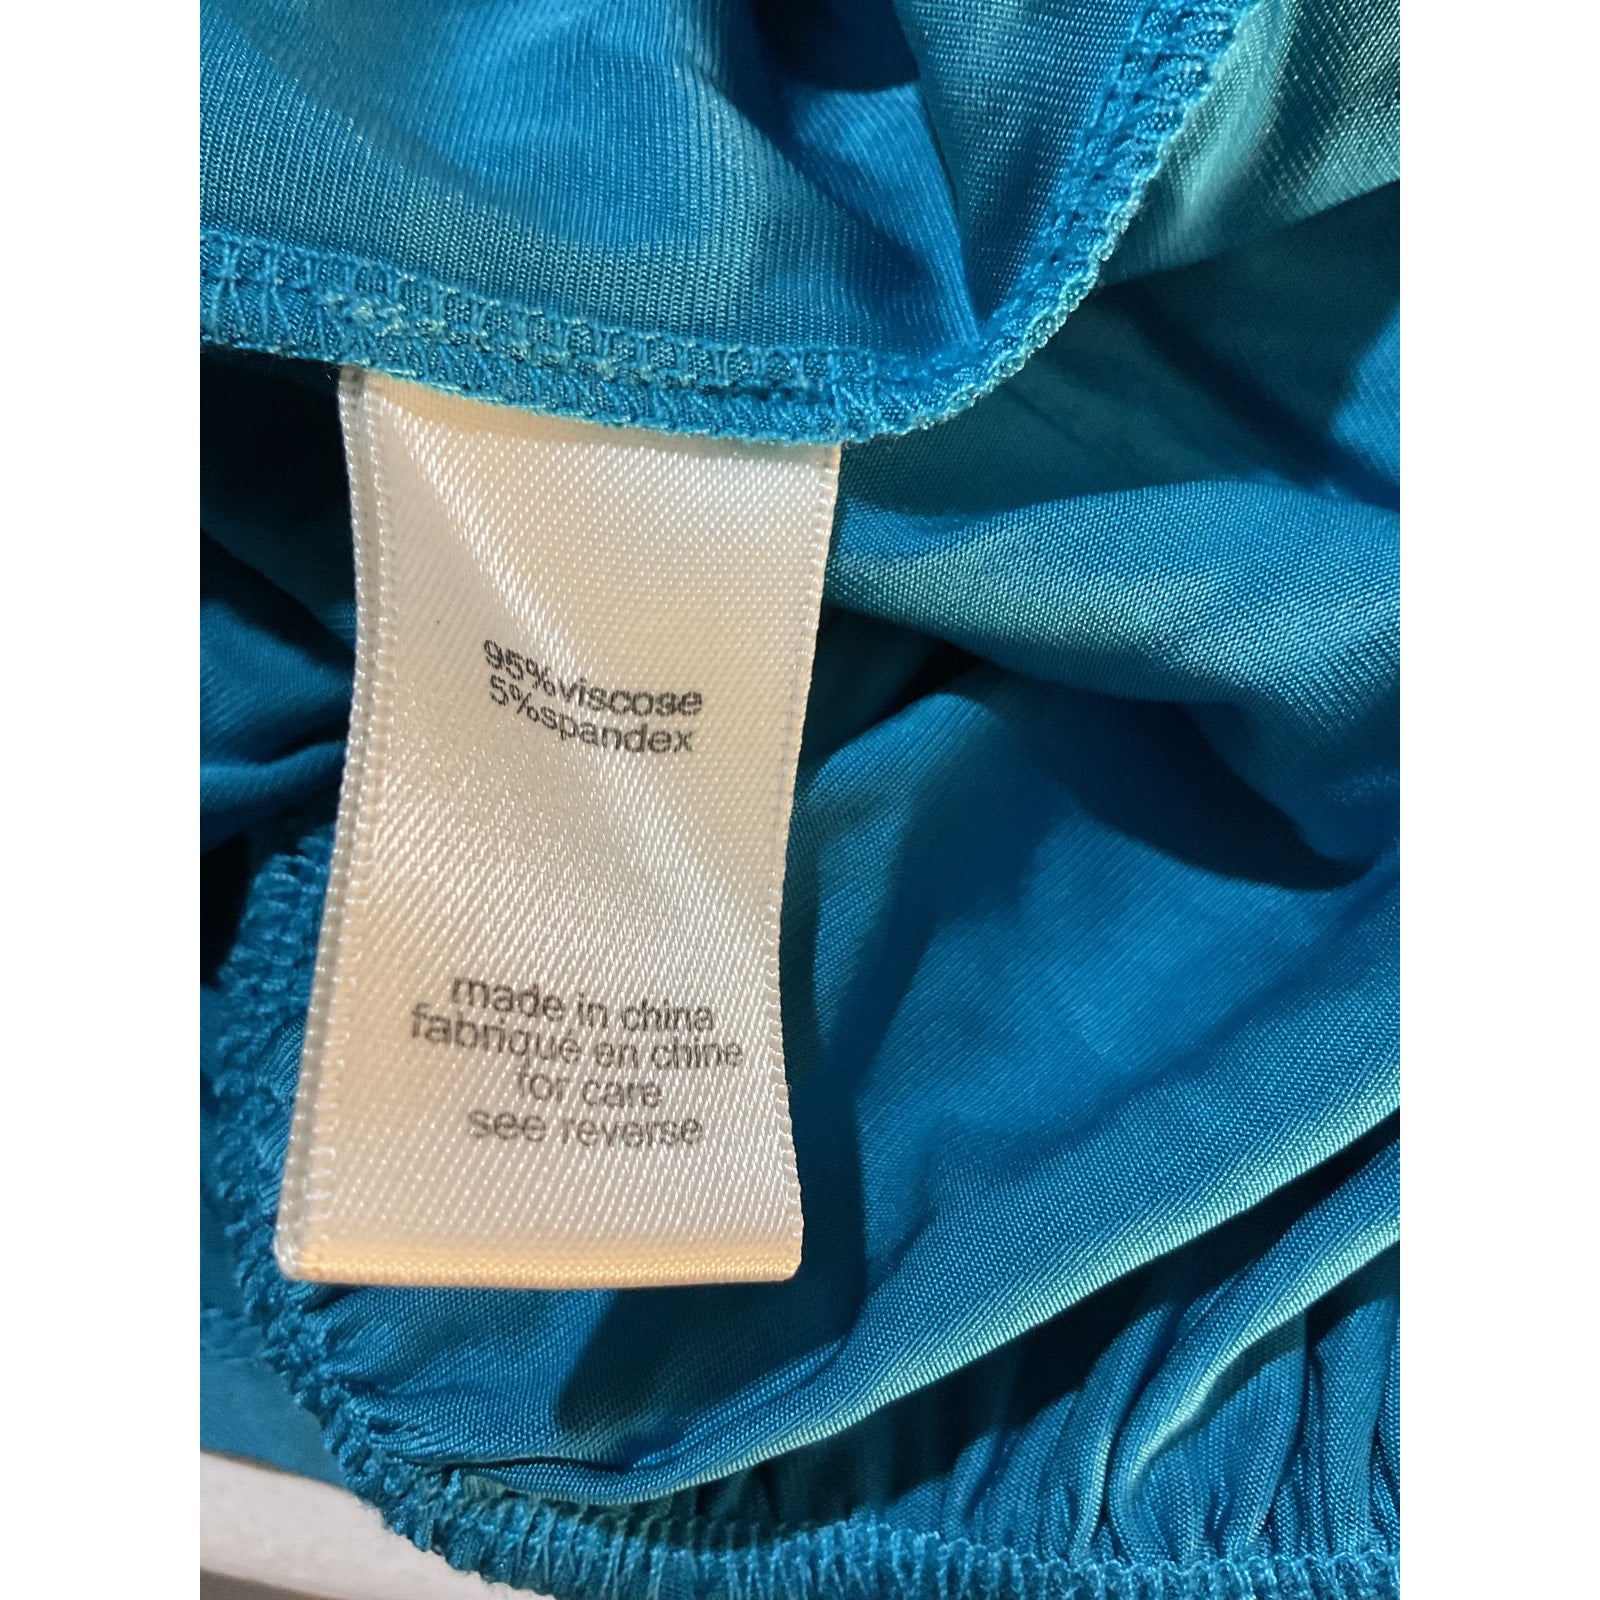 95%viscose
5%spandex
made in china
fabriqué en chine
for care
see reverse